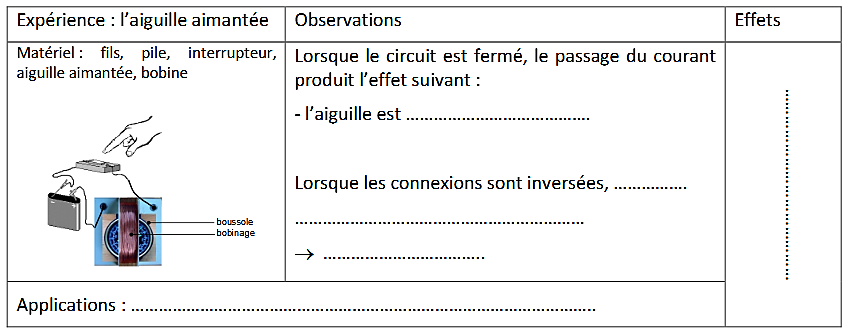 Expérience : l’aiguille aimantée
Observations
Effets
Matériel : fils, pile, interrupteur,
aiguille aimantée, bobine
boussole
bobinage
Lorsque le circuit est fermé, le passage du courant
produit l’effet suivant :
- l’aiguille est ………………………………….
Lorsque les connexions sont inversées, …………….
………………………………………………………
→ ……………………………..
Applications : ………………………………………………………………………………………..